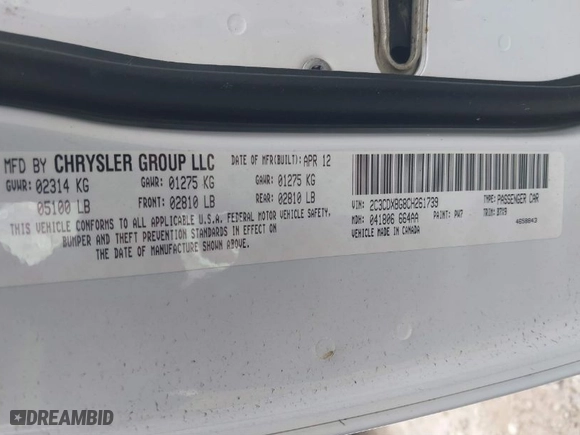 MFD BY CHRYSLER GROUP LLC DATE OF MFR(BUILT): APR 12
GVWR: 02314 KG GAWR: 01275 KG GAWR: 01275 KG
05100 LB FRONT: 02810 LB REAR: 02810 LB
THIS VEHICLE CONFORMS TO ALL APPLICABLE U.S.A. FEDERAL MOTOR VEHICLE SAFETY,
BUMPER AND THEFT PREVENTION STANDARDS IN EFFECT ON
THE DATE OF MANUFACTURE SHOWN ABOVE.
VIN: 2C3CDXBG8CH261739 TYPE: PASSENGER CAR
MDH: 041806 664AA PAINT: PW7 TRIM:
VEHICLE MADE IN CANADA
DREAMBID